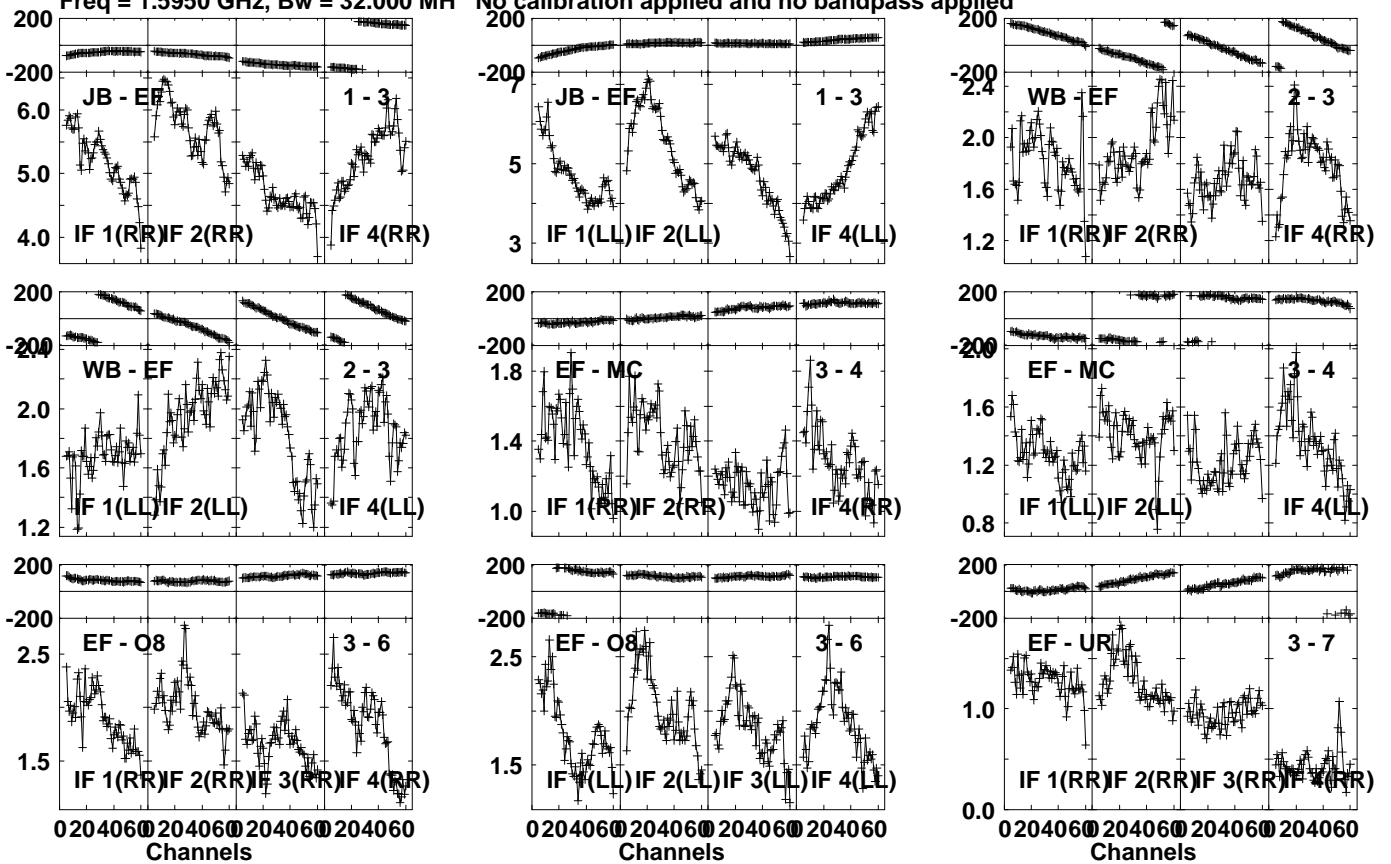 Freq = 1.5950 GHz, Bw = 32.000 MH No calibration applied and no bandpass applied
200
-200
JB - EF
1 - 3
6.0
5.0
4.0
IF 1(RR)
IF 2(RR)
IF 4(RR)
200
-200
7
JB - EF
1 - 3
5
3
IF 1(LL)
IF 2(LL)
IF 4(LL)
200
-200
2.4
WB - EF
2 - 3
2.0
1.6
1.2
IF 1(RR)
IF 2(RR)
IF 4(RR)
200
-200
2.4
WB - EF
2 - 3
2.0
1.6
1.2
IF 1(LL)
IF 2(LL)
IF 4(LL)
200
-200
EF - MC
3 - 4
1.8
1.4
1.0
IF 1(RR)
IF 2(RR)
IF 4(RR)
200
-200
2.0
EF - MC
3 - 4
1.6
1.2
0.8
IF 1(LL)
IF 2(LL)
IF 4(LL)
200
-200
EF - O8
3 - 6
2.5
1.5
IF 1(RR)
IF 2(RR)
IF 3(RR)
IF 4(RR)
0 20 40 60 0 20 40 60 0 20 40 60 0 20 40 60
Channels
200
-200
EF - O8
3 - 6
2.5
1.5
IF 1(LL)
IF 2(LL)
IF 3(LL)
IF 4(LL)
0 20 40 60 0 20 40 60 0 20 40 60 0 20 40 60
Channels
200
-200
EF - UR
3 - 7
1.0
0.0
IF 1(RR)
IF 2(RR)
IF 3(RR)
IF 4(RR)
0 20 40 60 0 20 40 60 0 20 40 60 0 20 40 60
Channels